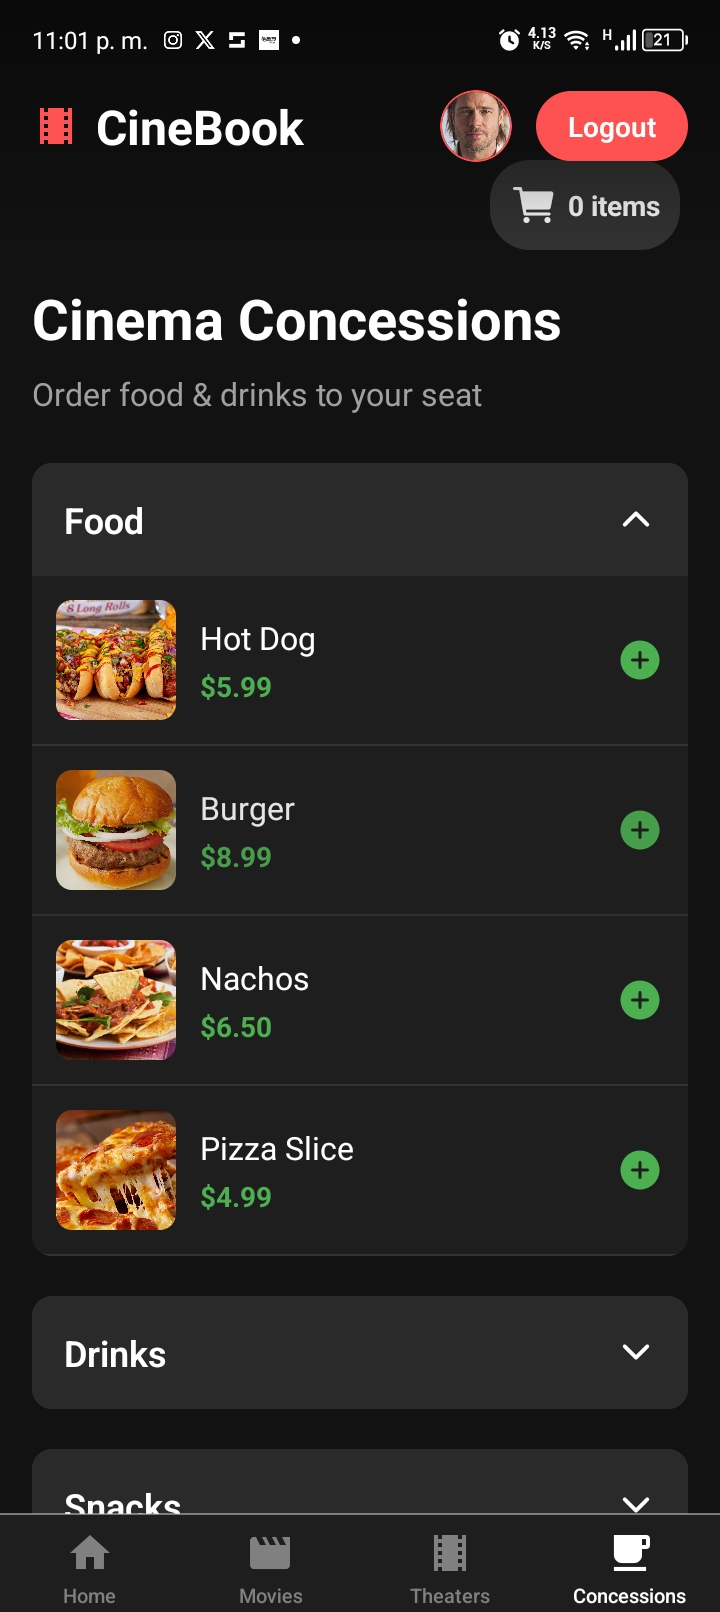 11:01 p. m.
4.13
K/S
H
21
CineBook
Logout
0 items
Cinema Concessions
Order food & drinks to your seat
Food
8 Long Rolls
Hot Dog
$5.99
Burger
$8.99
Nachos
$6.50
Pizza Slice
$4.99
Drinks
Snacks
Home
Movies
Theaters
Concessions